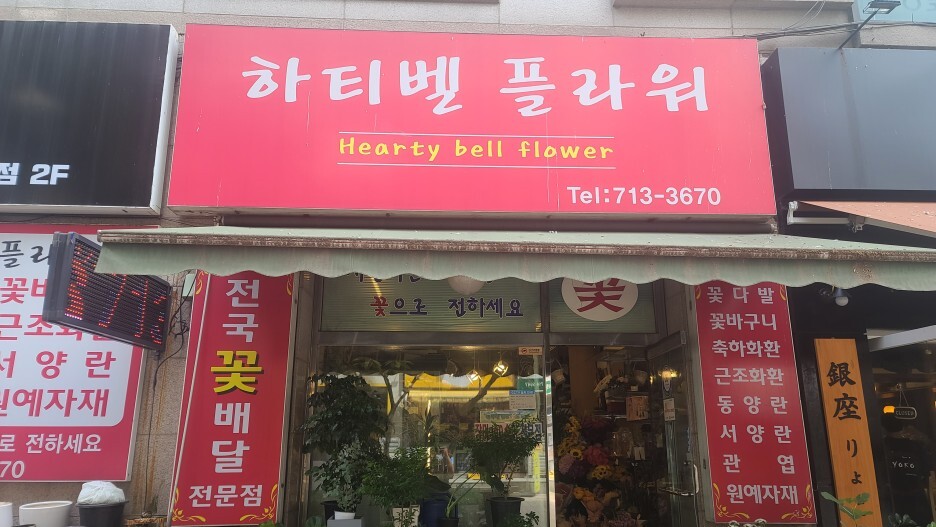 하티벨 플라워
Hearty bell flower
Tel:713-3670
점 2F
플라
꽃바
근조화
서양란
원예자재
로 전하세요
70
전국꽃배달
전문점
꽃으로 전하세요
꽃
꽃다발
꽃바구니
축하화환
근조화환
동양란
서양란
관엽
원예자재
銀座りょ
CLOSED
YOKO